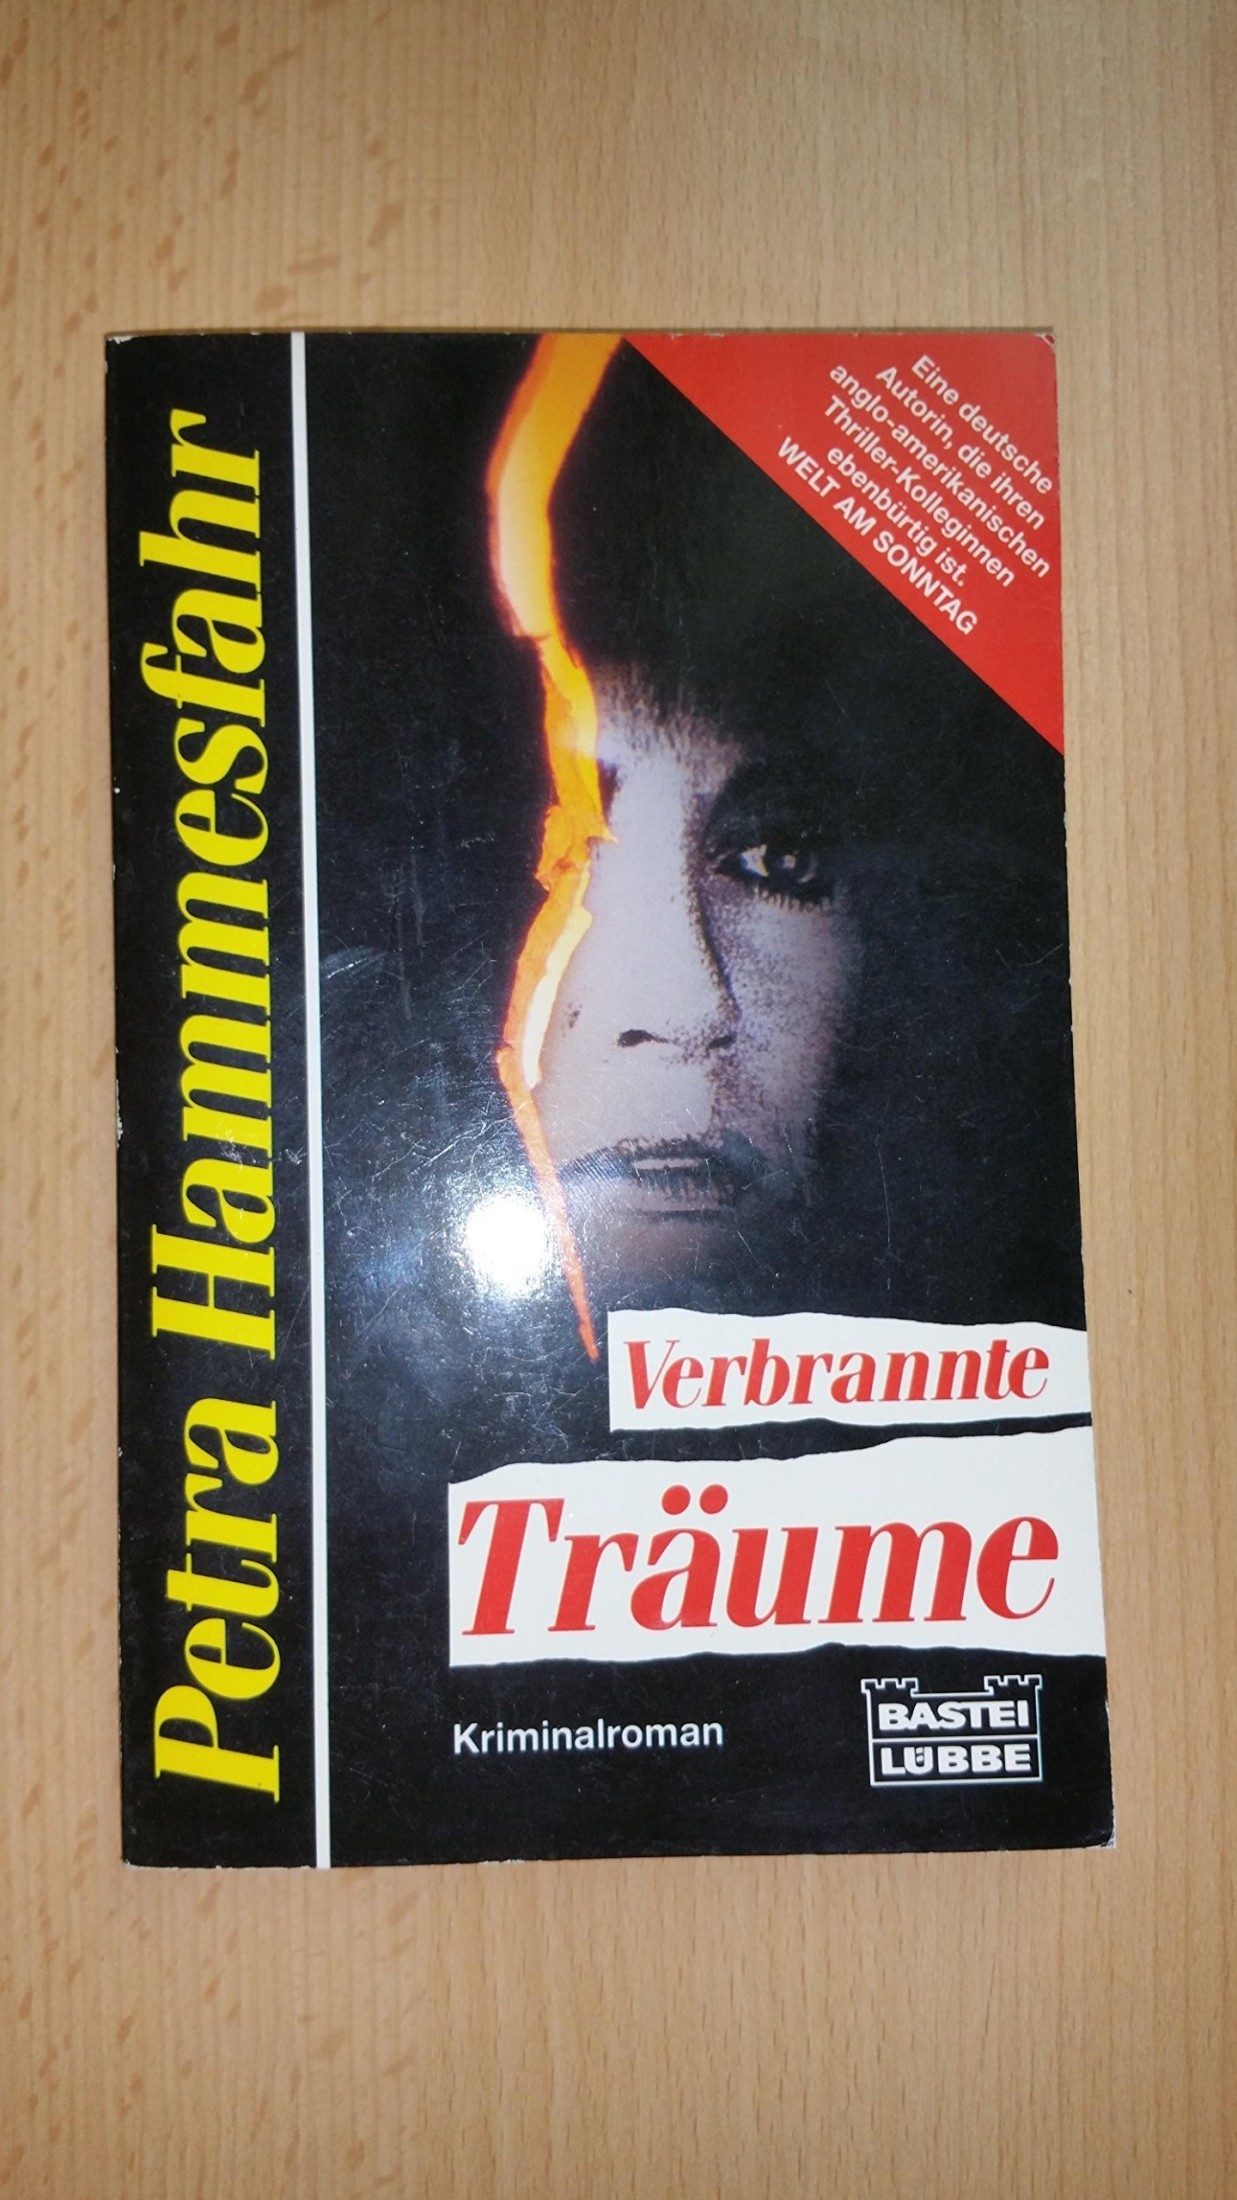 Petra Hammesfahr
Eine deutsche
Autorin, die ihren
anglo-amerikanischen
Thriller-Kolleginnen
ebenbürtig ist.
WELT AM SONNTAG
Verbrannte
Träume
Kriminalroman
BASTEI
LÜBBE